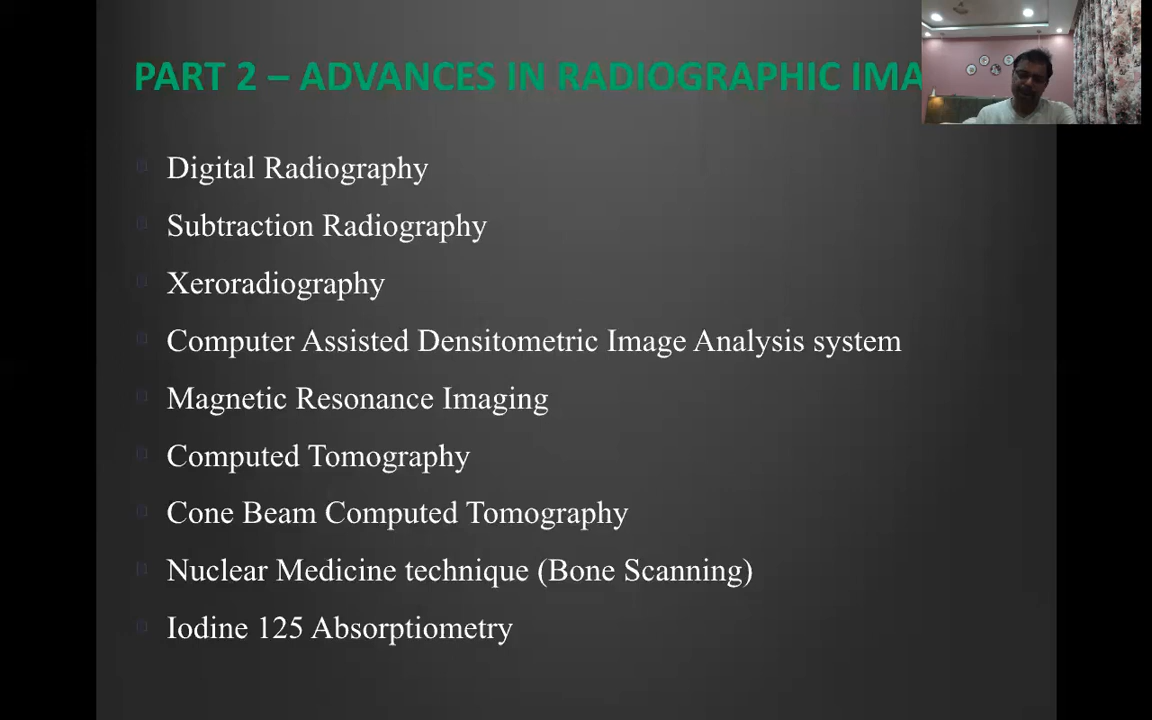 PART 2 – ADVANCES IN RADIOGRAPHIC
Digital Radiography
Subtraction Radiography
Xeroradiography
Computer Assisted Densitometric Image Analysis system
Magnetic Resonance Imaging
Computed Tomography
Cone Beam Computed Tomography
Nuclear Medicine technique (Bone Scanning)
Iodine 125 Absorptiometry